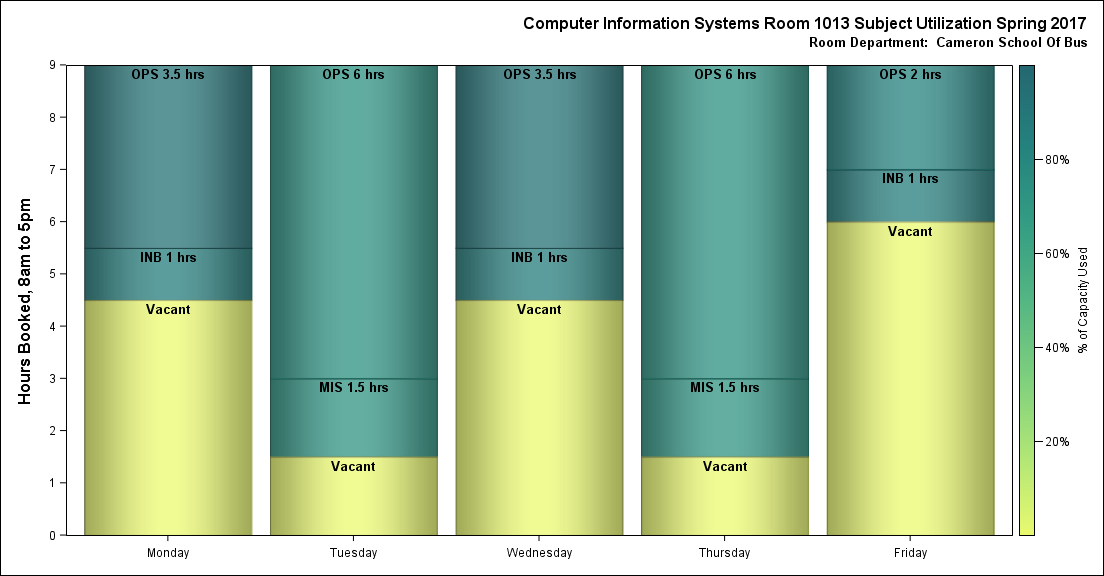 Computer Information Systems Room 1013 Subject Utilization Spring 2017
Room Department:  Cameron School Of Bus
Hours Booked, 8am to 5pm
9
8
7
6
5
4
3
2
1
0
OPS 3.5 hrs
INB 1 hrs
Vacant
OPS 6 hrs
MIS 1.5 hrs
Vacant
OPS 3.5 hrs
INB 1 hrs
Vacant
OPS 6 hrs
MIS 1.5 hrs
Vacant
OPS 2 hrs
INB 1 hrs
Vacant
Monday
Tuesday
Wednesday
Thursday
Friday
80%
60%
40%
20%
% of Capacity Used